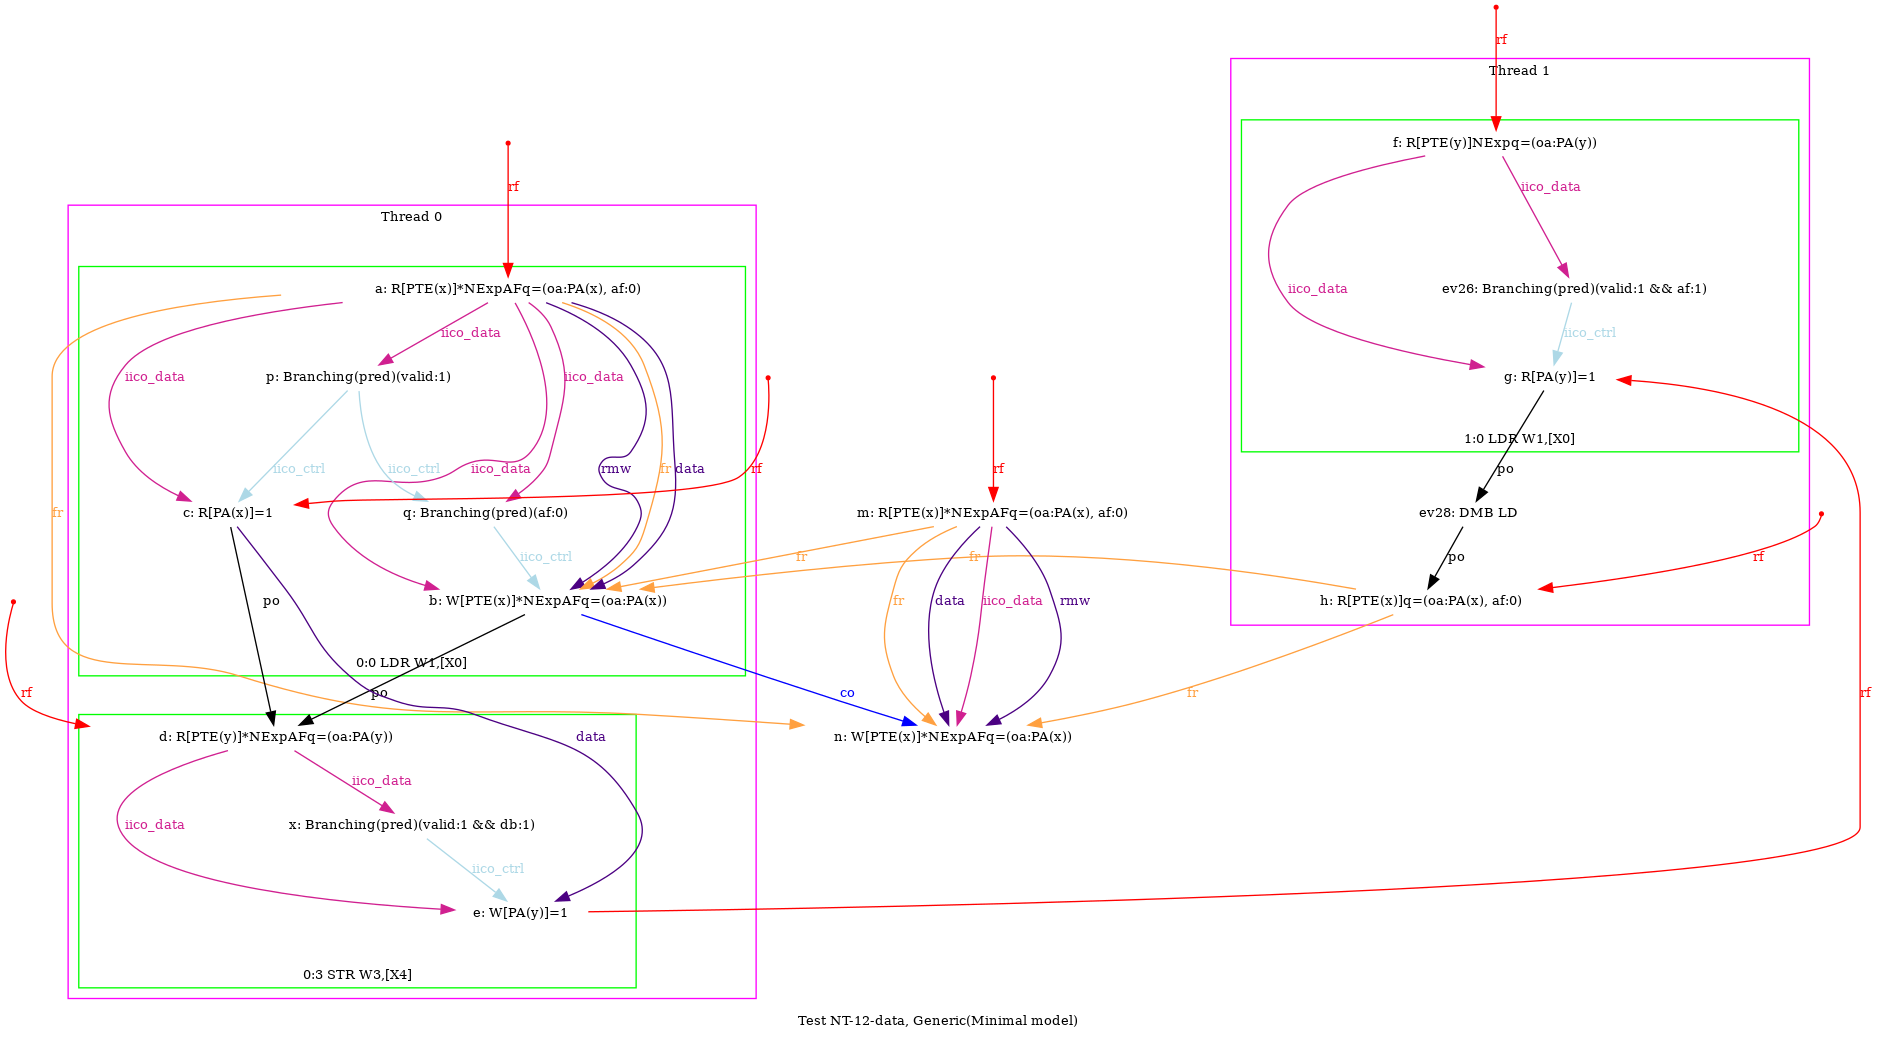 rf
Thread 1
f: R[PTE(y)]NExpq=(oa:PA(y))
rf
iico_data
Thread 0
a: R[PTE(x)]*NExpAFq=(oa:PA(x), af:0)
iico_data
ev26: Branching(pred)(valid:1 && af:1)
iico_data
iico_ctrl
iico_data
p: Branching(pred)(valid:1)
iico_data
g: R[PA(y)]=1
1:0 LDR W1,[X0]
iico_ctrl
iico_ctrl
iico_data
rmw
fr
data
rf
rf
po
fr
c: R[PA(x)]=1
q: Branching(pred)(af:0)
m: R[PTE(x)]*NExpAFq=(oa:PA(x), af:0)
ev28: DMB LD
iico_ctrl
fr
fr
po
rf
po
b: W[PTE(x)]*NExpAFq=(oa:PA(x))
fr
data
iico_data
rmw
h: R[PTE(x)]q=(oa:PA(x), af:0)
0:0 LDR W1,[X0]
rf
po
co
fr
rf
d: R[PTE(y)]*NExpAFq=(oa:PA(y))
data
n: W[PTE(x)]*NExpAFq=(oa:PA(x))
iico_data
iico_data
x: Branching(pred)(valid:1 && db:1)
iico_ctrl
e: W[PA(y)]=1
0:3 STR W3,[X4]
Test NT-12-data, Generic(Minimal model)